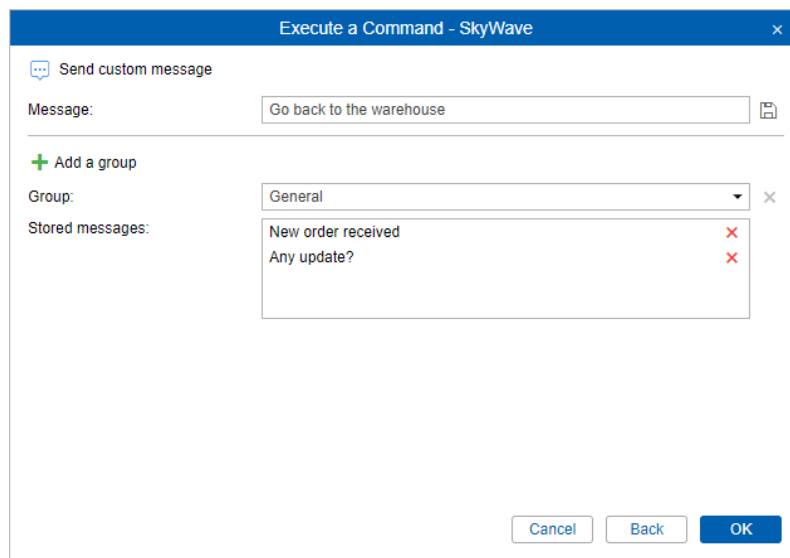 Execute a Command - SkyWave
Send custom message
Message:
Go back to the warehouse
Add a group
Group:
General
Stored messages:
New order received
Any update?
Cancel
Back
OK